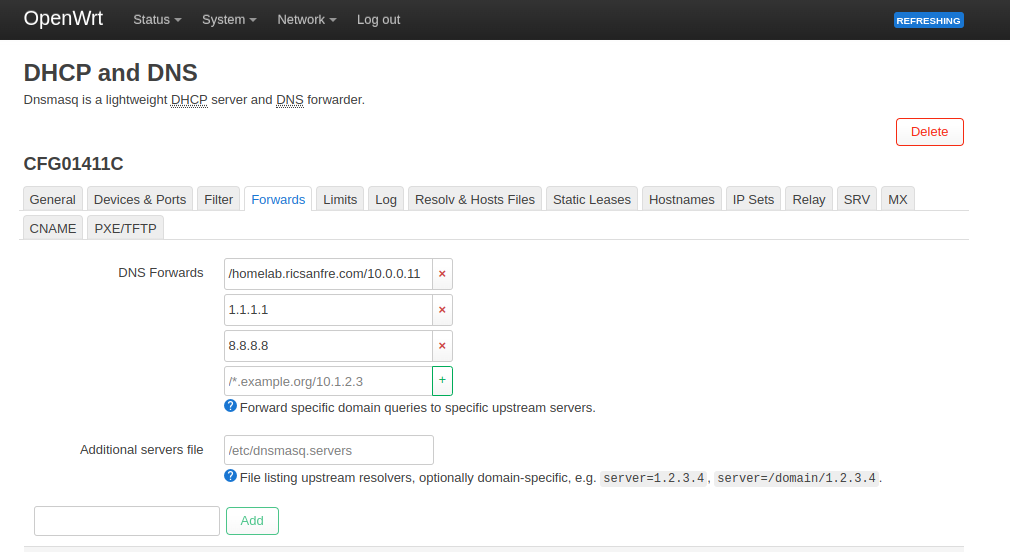 OpenWrt Status System Network Log out REFRESHING
DHCP and DNS
Dnsmasq is a lightweight DHCP server and DNS forwarder.
Delete
CFG01411C
General Devices & Ports Filter Forwards Limits Log Resolv & Hosts Files Static Leases Hostnames IP Sets Relay SRV MX
CNAME PXE/TFTP
DNS Forwards /homelab.ricsanfre.com/10.0.0.11 ×
1.1.1.1 ×
8.8.8.8 ×
/*.example.org/10.1.2.3 +
? Forward specific domain queries to specific upstream servers.
Additional servers file /etc/dnsmasq.servers
? File listing upstream resolvers, optionally domain-specific, e.g. server=1.2.3.4, server=/domain/1.2.3.4.
Add